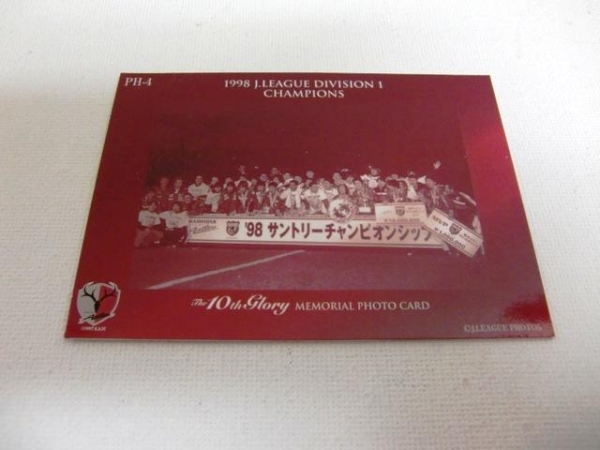 PH-4
1998 J.LEAGUE DIVISION 1
CHAMPIONS
'98 サントリーチャンピオンシップ
MVP
The 10th Glory MEMORIAL PHOTO CARD
©J.LEAGUE PHOTOS